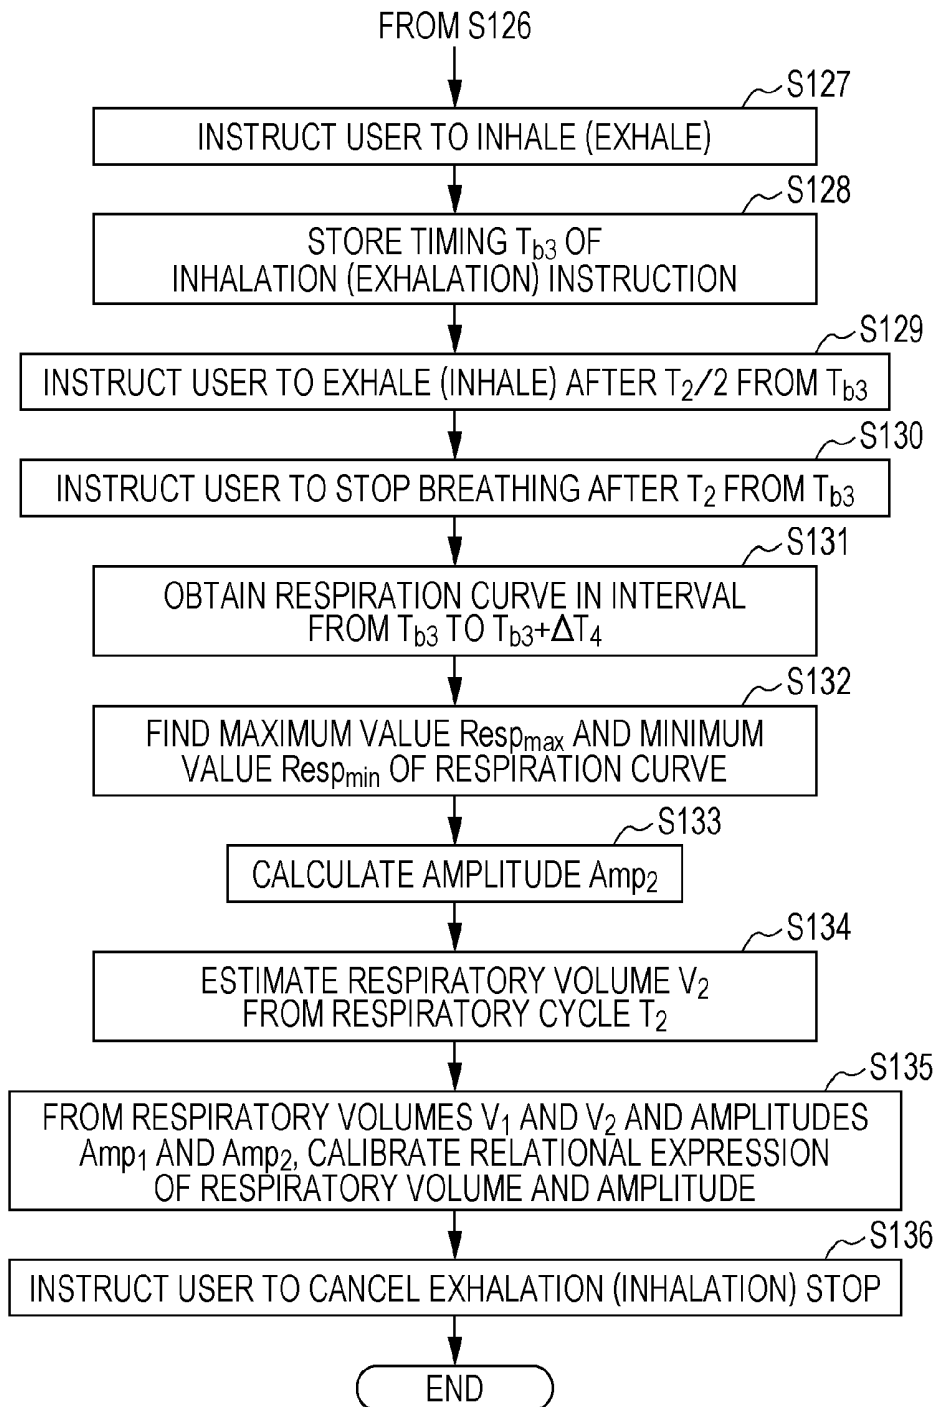 FROM S126
S127
INSTRUCT USER TO INHALE (EXHALE)
S128
STORE TIMING Tb3 OF
INHALATION (EXHALATION) INSTRUCTION
S129
INSTRUCT USER TO EXHALE (INHALE) AFTER T2/2 FROM Tb3
S130
INSTRUCT USER TO STOP BREATHING AFTER T2 FROM Tb3
S131
OBTAIN RESPIRATION CURVE IN INTERVAL
FROM Tb3 TO Tb3+ΔT4
S132
FIND MAXIMUM VALUE Respmax AND MINIMUM
VALUE Respmin OF RESPIRATION CURVE
S133
CALCULATE AMPLITUDE Amp2
S134
ESTIMATE RESPIRATORY VOLUME V2
FROM RESPIRATORY CYCLE T2
S135
FROM RESPIRATORY VOLUMES V1 AND V2 AND AMPLITUDES
Amp1 AND Amp2, CALIBRATE RELATIONAL EXPRESSION
OF RESPIRATORY VOLUME AND AMPLITUDE
S136
INSTRUCT USER TO CANCEL EXHALATION (INHALATION) STOP
END